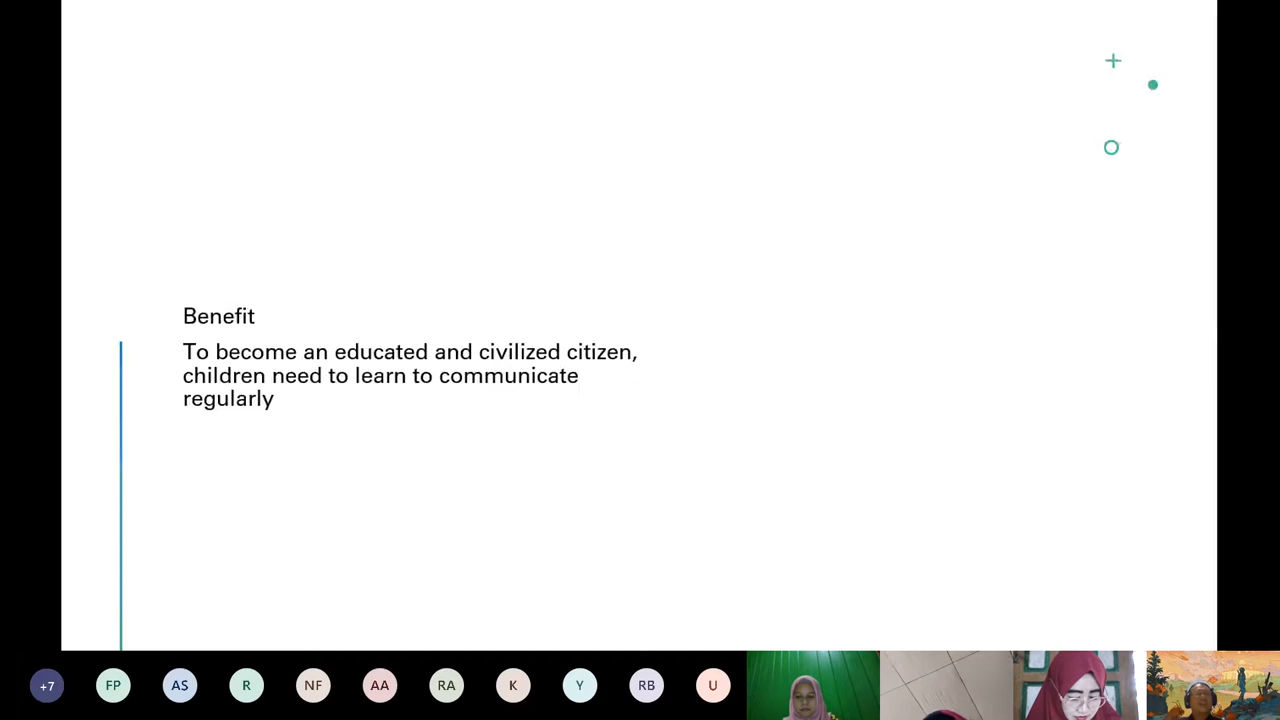 Benefit
To become an educated and civilized citizen,
children need to learn to communicate
regularly
+7 FP AS R NF AA RA K Y RB U